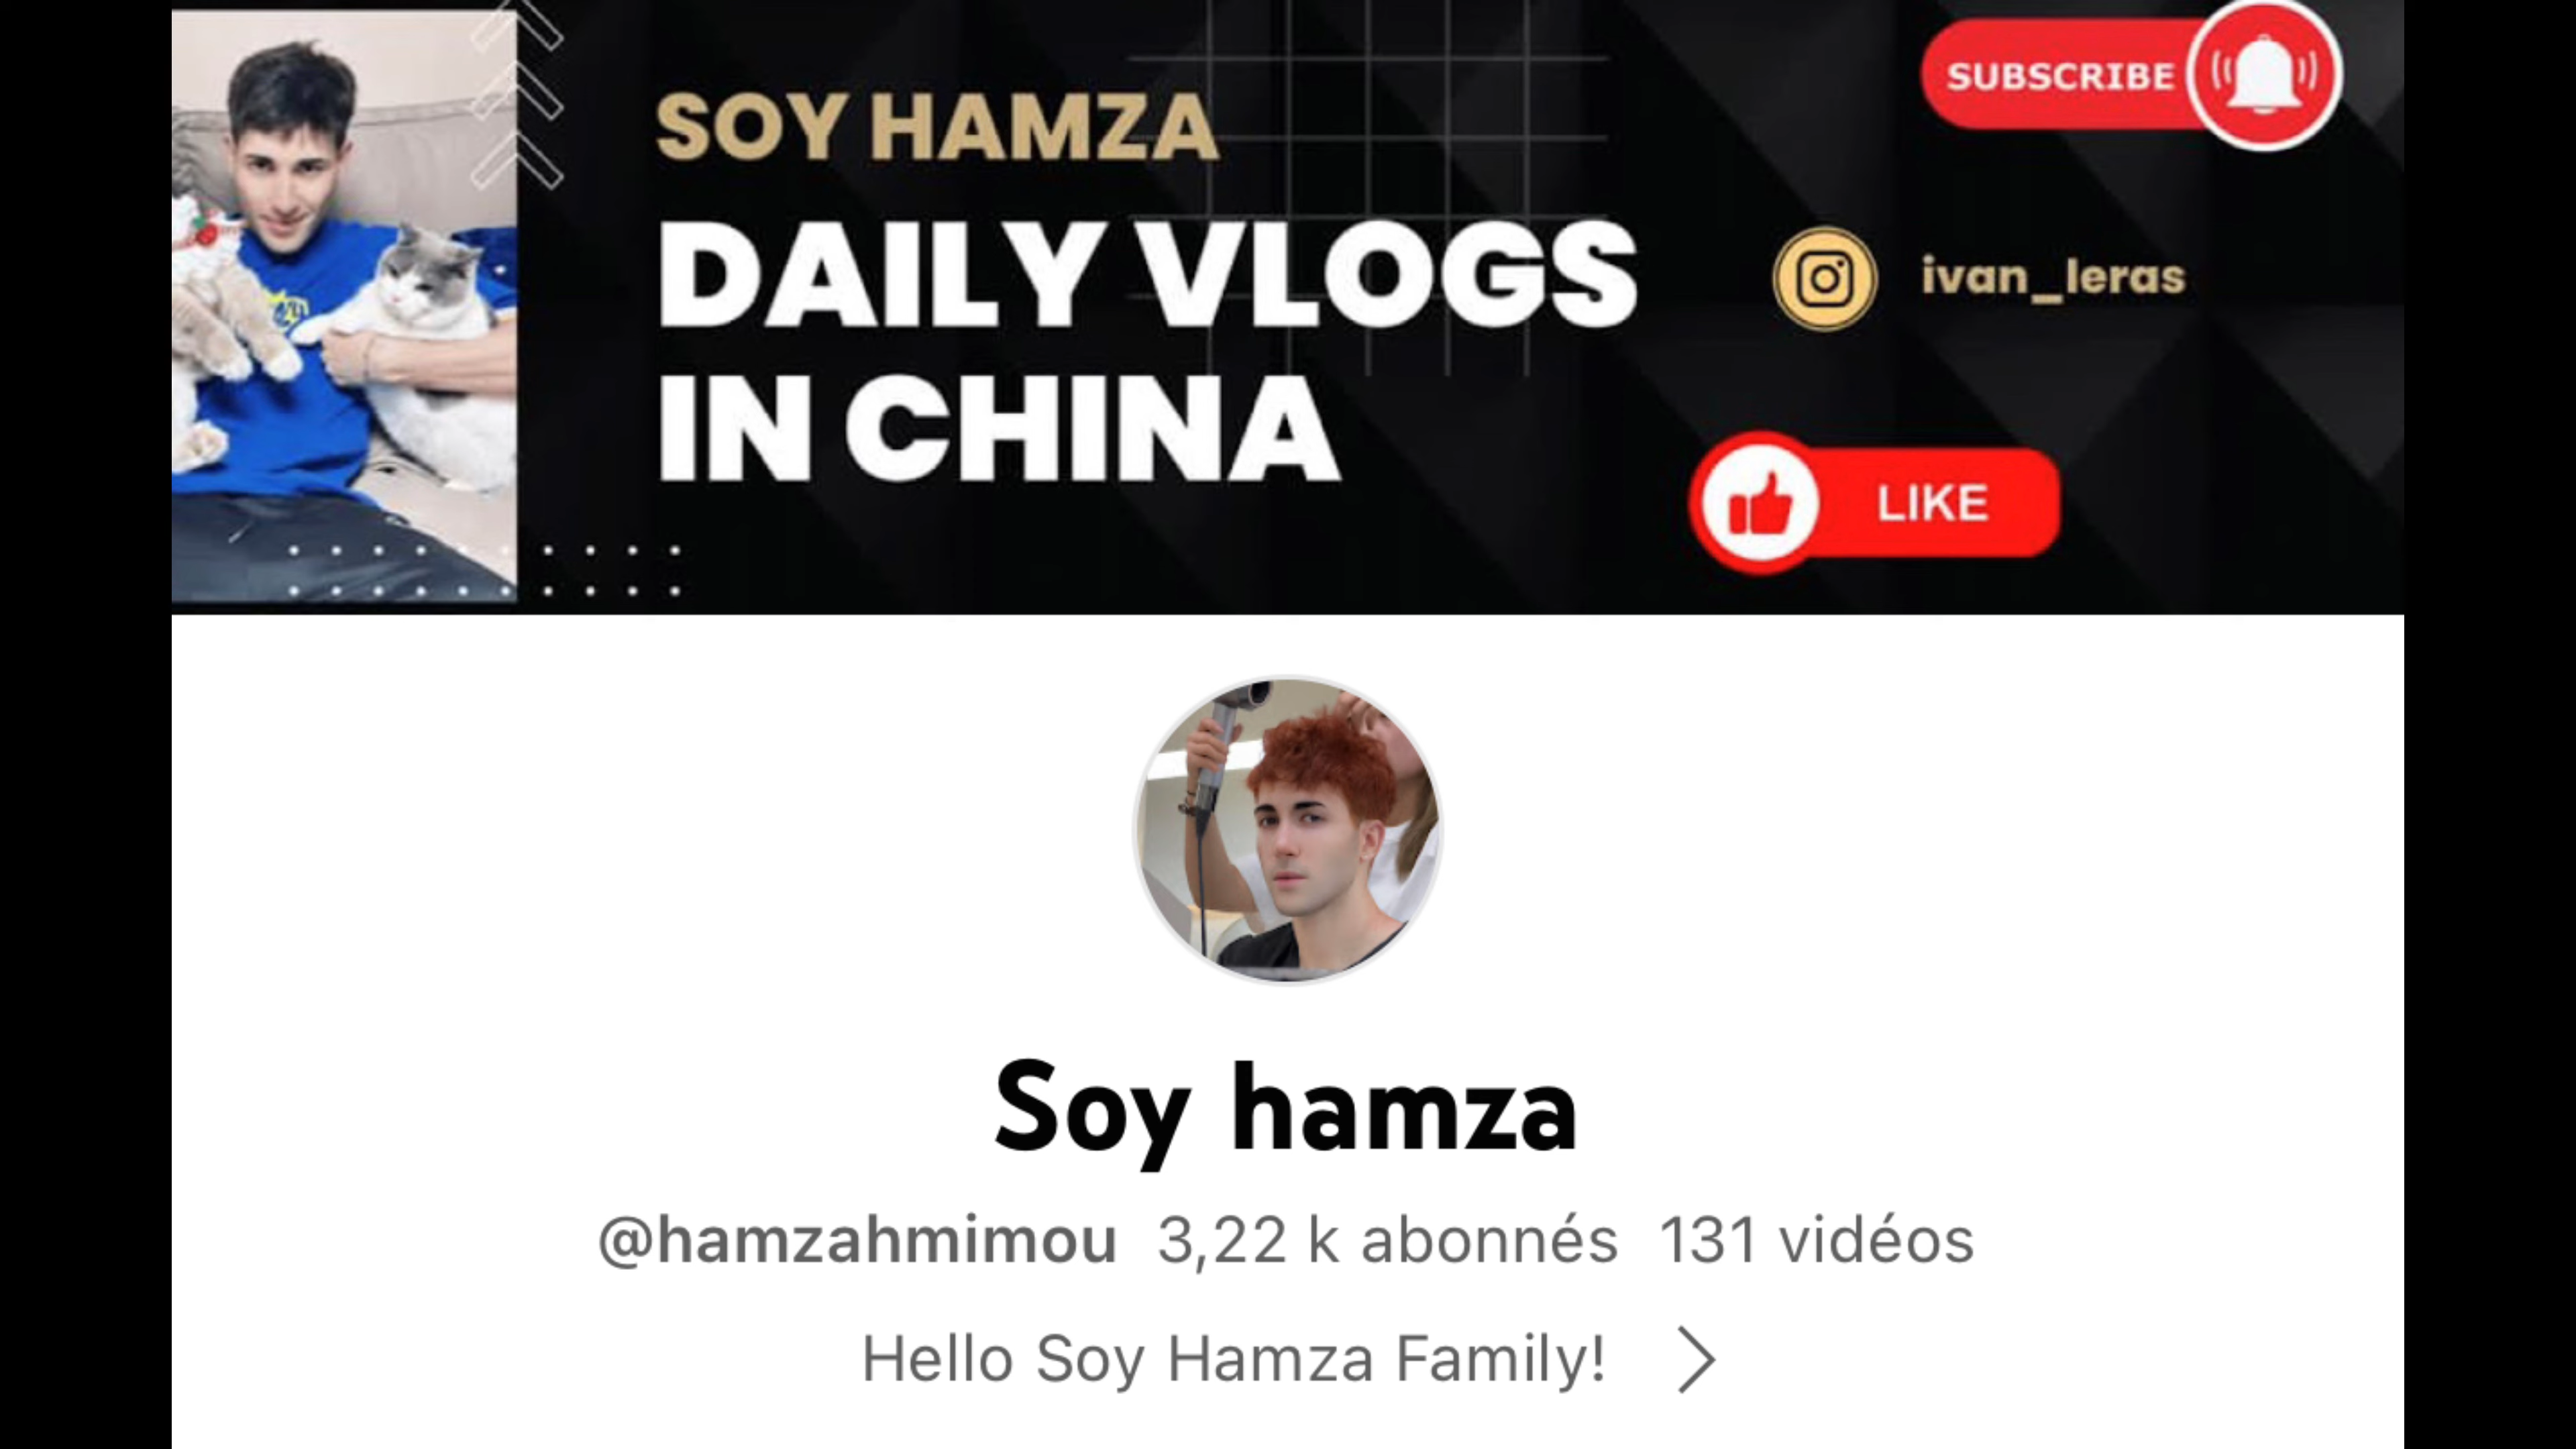 SOY HAMZA
DAILY VLOGS
IN CHINA
SUBSCRIBE
ivan_leras
LIKE
Soy hamza
@hamzahmimou 3,22 k abonnés 131 vidéos
Hello Soy Hamza Family!